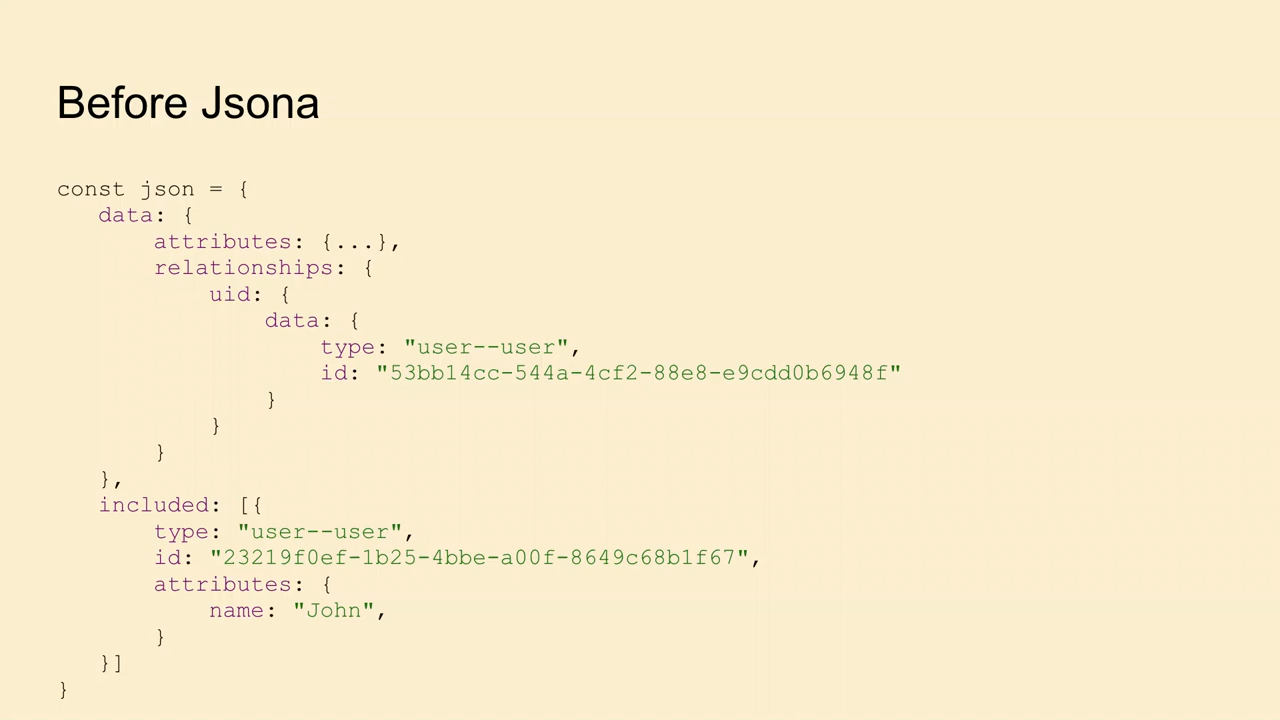 Before Jsona
const json = {
data: {
attributes: {...},
relationships: {
uid: {
data: {
type: "user--user",
id: "53bb14cc-544a-4cf2-88e8-e9cdd0b6948f"
}
}
}
},
included: [{
type: "user--user",
id: "23219f0ef-1b25-4bbe-a00f-8649c68b1f67",
attributes: {
name: "John",
}
}]
}